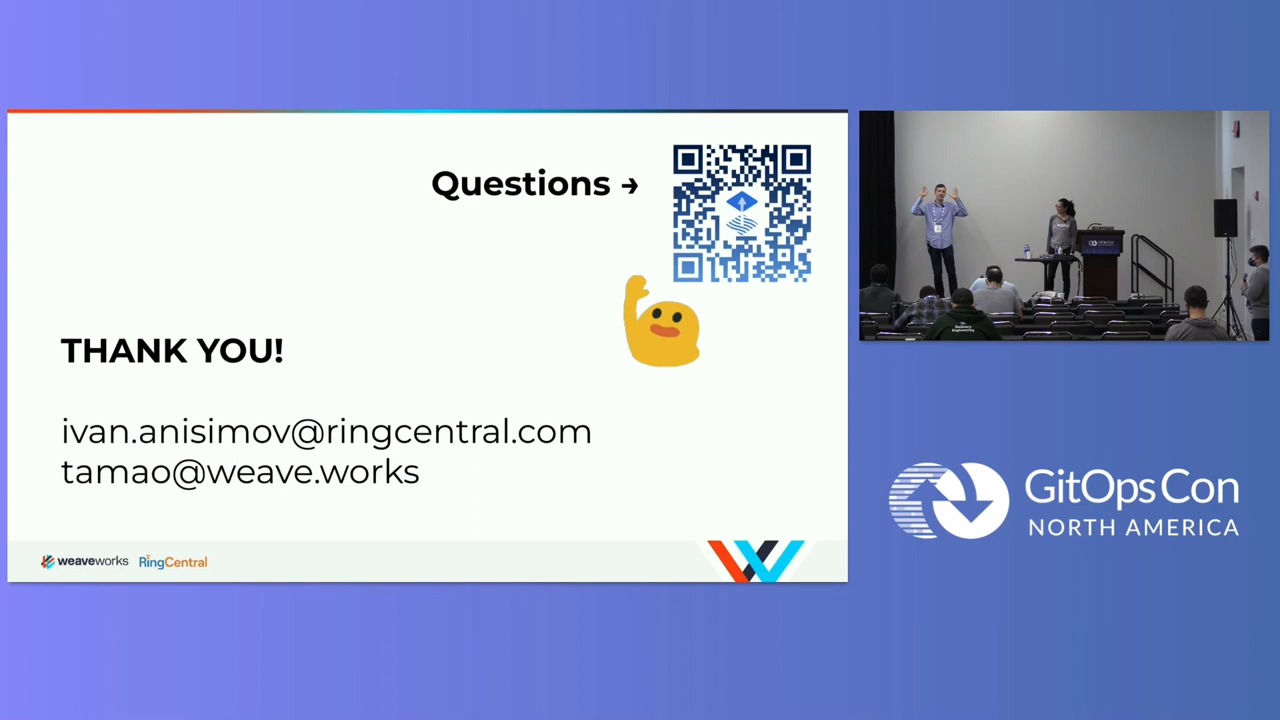 Questions →
THANK YOU!
ivan.anisimov@ringcentral.com
tamao@weave.works
weaveworks RingCentral
GitOpsCon
NORTH AMERICA